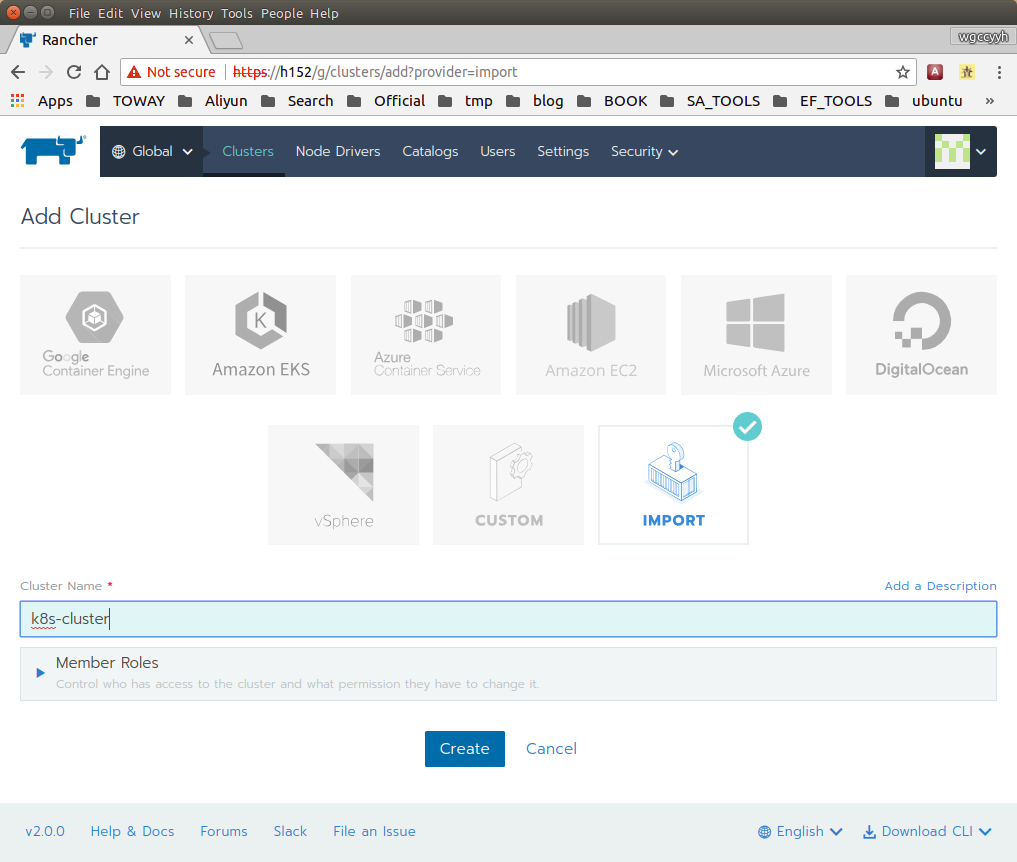 File Edit View History Tools People Help
Rancher
wgccyyh
Not secure https://h152/g/clusters/add?provider=import
Apps TOWAY Aliyun Search Official tmp blog BOOK SA_TOOLS EF_TOOLS ubuntu »
Global Clusters Node Drivers Catalogs Users Settings Security
Add Cluster
Google
Container Engine
Amazon EKS
Azure
Container Service
Amazon EC2
Microsoft Azure
DigitalOcean
vSphere
CUSTOM
IMPORT
Cluster Name *
Add a Description
k8s-cluster
Member Roles
Control who has access to the cluster and what permission they have to change it.
Create Cancel
v2.0.0 Help & Docs Forums Slack File an Issue English Download CLI